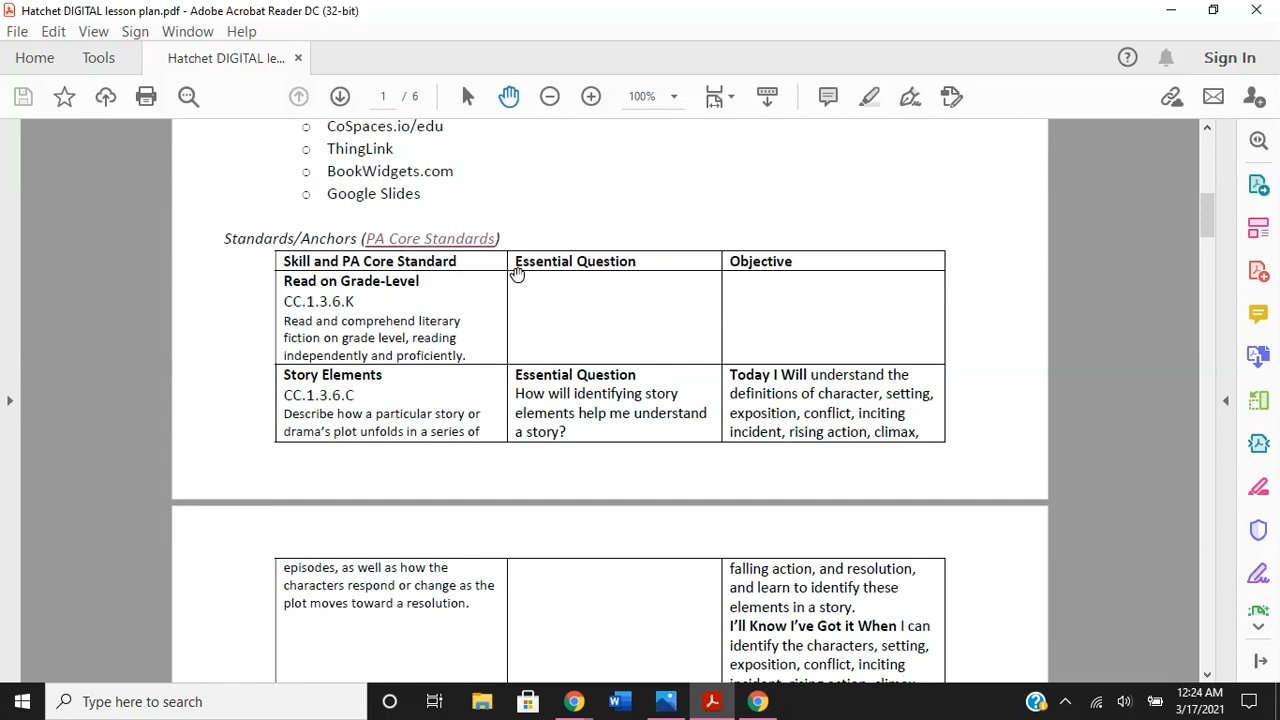 Hatchet DIGITAL lesson plan.pdf - Adobe Acrobat Reader DC (32-bit)
File Edit View Sign Window Help
Home Tools Hatchet DIGITAL le... × Sign In
1 / 6 100%
○ CoSpaces.io/edu
○ ThingLink
○ BookWidgets.com
○ Google Slides
Standards/Anchors (PA Core Standards)
Skill and PA Core Standard Essential Question Objective
Read on Grade-Level
CC.1.3.6.K
Read and comprehend literary
fiction on grade level, reading
independently and proficiently.
Story Elements
CC.1.3.6.C
Describe how a particular story or
drama's plot unfolds in a series of
Essential Question
How will identifying story
elements help me understand
a story?
Today I Will understand the
definitions of character, setting,
exposition, conflict, inciting
incident, rising action, climax,
episodes, as well as how the
characters respond or change as the
plot moves toward a resolution.
falling action, and resolution,
and learn to identify these
elements in a story.
I'll Know I've Got it When I can
identify the characters, setting,
exposition, conflict, inciting
incident, rising action, climax,
Type here to search
12:24 AM
3/17/2021